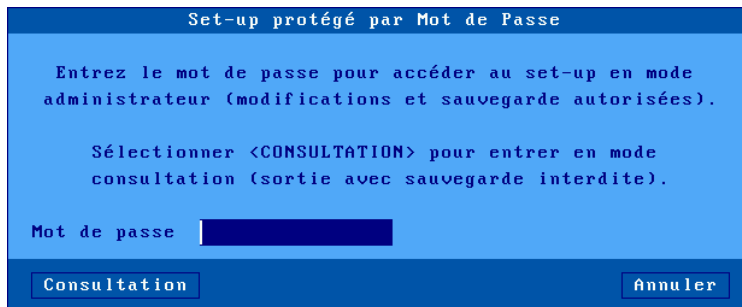 Set-up protégé par Mot de Passe
Entrez le mot de passe pour accéder au set-up en mode
administrateur (modifications et sauvegarde autorisées).
Sélectionner <CONSULTATION> pour entrer en mode
consultation (sortie avec sauvegarde interdite).
Mot de passe
Consultation
Annuler